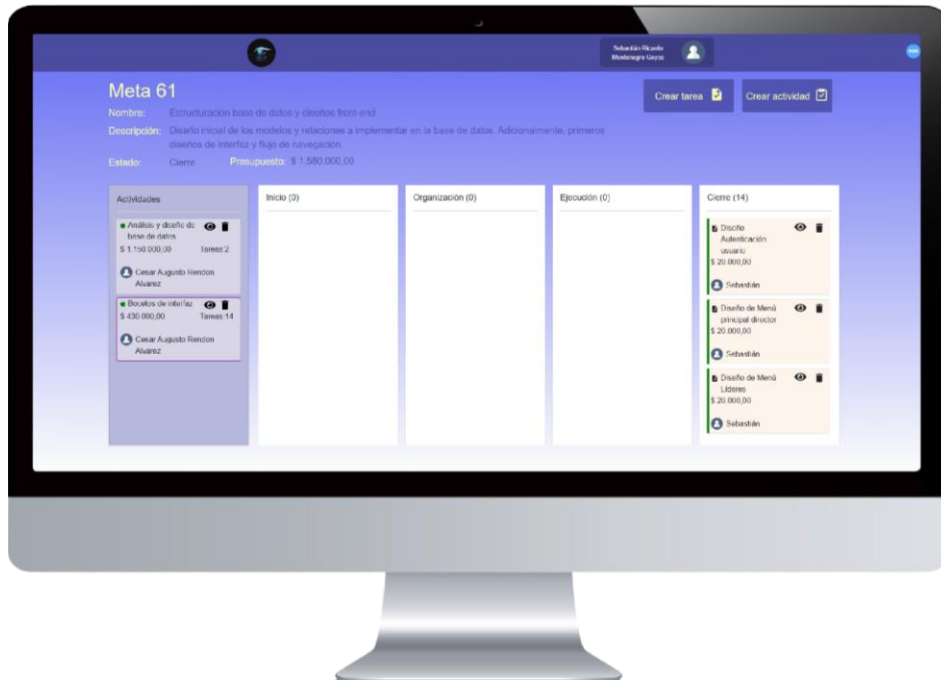 Sebastián Ricardo
Montenegro Goyes
Meta 61
Crear tarea
Crear actividad
Nombre: Estructuración base de datos y diseños front-end
Descripción: Diseño inicial de los modelos y relaciones a implementar en la base de datos. Adicionalmente, primeros
diseños de interfaz y flujo de navegación.
Estado: Cierre Presupuesto: $ 1.580.000,00
Actividades
Análisis y diseño de
base de datos
$ 1.150.000,00 Tareas:2
Cesar Augusto Rendon
Alvarez
Bocetos de interfaz
$ 430.000,00 Tareas:14
Cesar Augusto Rendon
Alvarez
Inicio (0)
Organización (0)
Ejecución (0)
Cierre (14)
Diseño
Autenticación
usuario
$ 20.000,00
Sebastián
Diseño de Menú
principal director
$ 20.000,00
Sebastián
Diseño de Menú
Líderes
$ 20.000,00
Sebastián